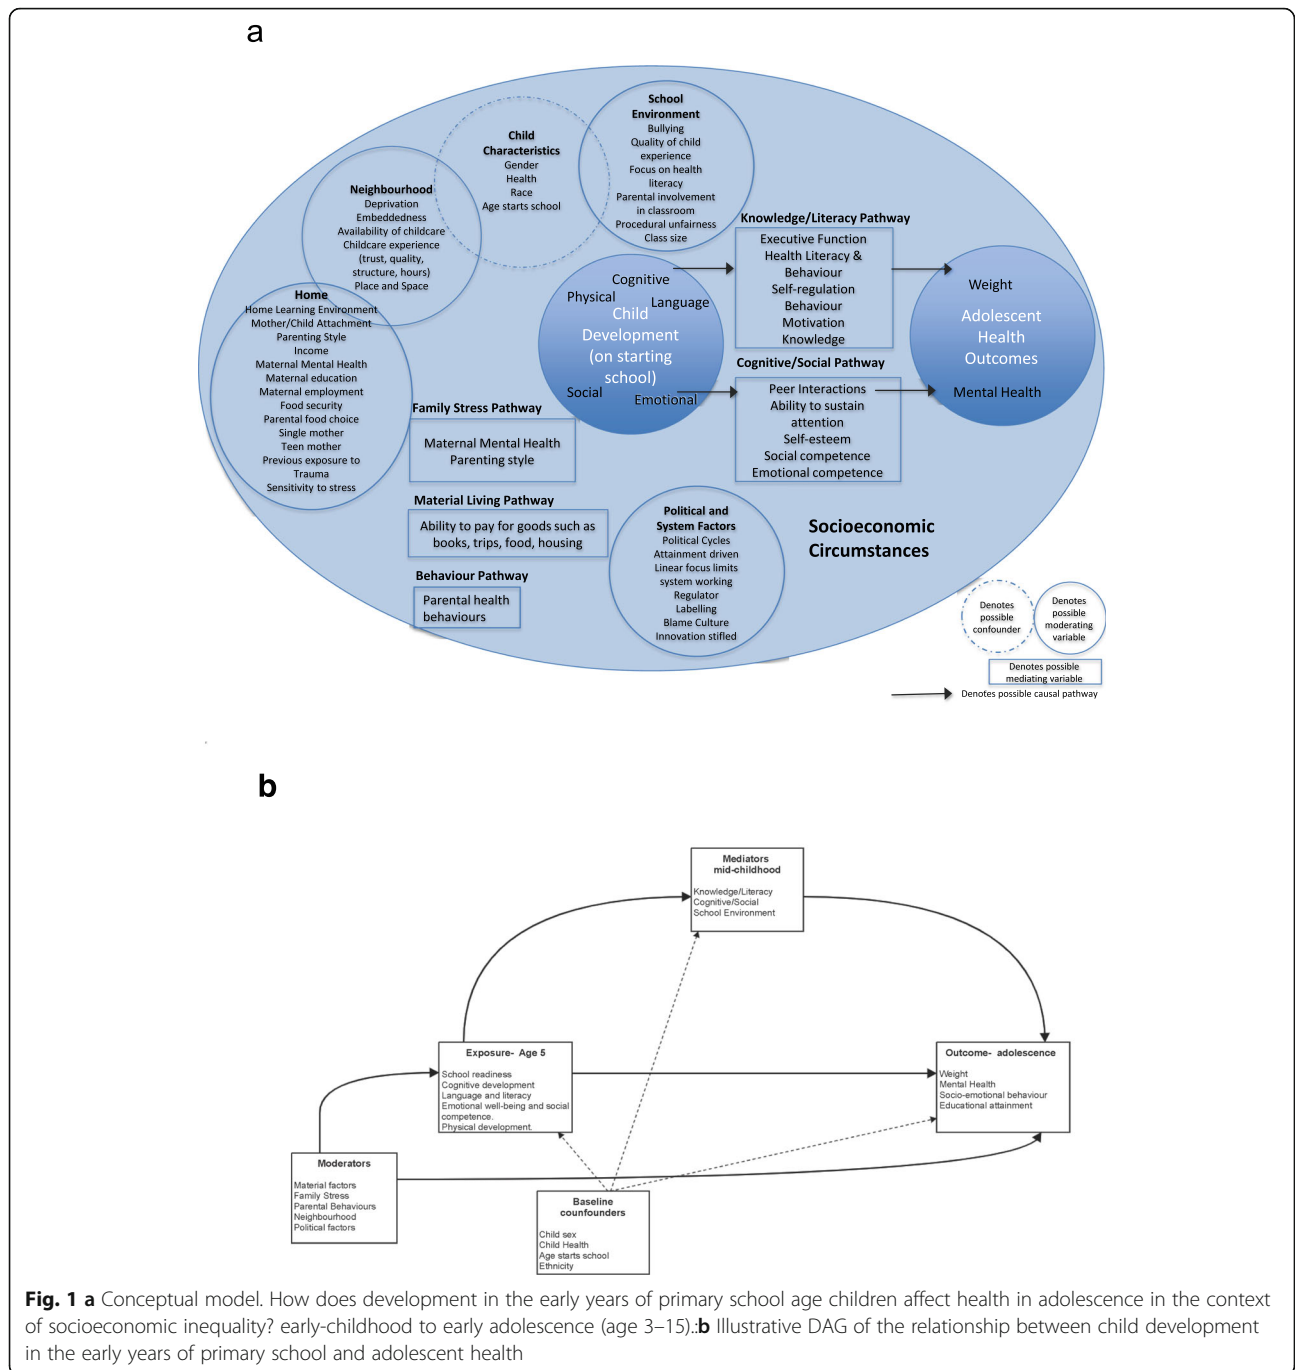 a
School
Environment
Bullying
Quality of child
experience
Focus on health
literacy
Parental involvement
in classroom
Procedural unfairness
Class size
Child
Characteristics
Gender
Health
Race
Age starts school
Neighbourhood
Deprivation
Embeddedness
Availability of childcare
Childcare experience
(trust, quality,
structure, hours)
Place and Space
Home
Home Learning Environment
Mother/Child Attachment
Parenting Style
Income
Maternal Mental Health
Maternal education
Maternal employment
Food security
Parental food choice
Single mother
Teen mother
Previous exposure to
Trauma
Sensitivity to stress
Cognitive
Physical
Language
Child
Development
(on starting
school)
Social
Emotional
Knowledge/Literacy Pathway
Executive Function
Health Literacy &
Behaviour
Self-regulation
Behaviour
Motivation
Knowledge
Cognitive/Social Pathway
Peer Interactions
Ability to sustain
attention
Self-esteem
Social competence
Emotional competence
Weight
Adolescent
Health
Outcomes
Mental Health
Family Stress Pathway
Maternal Mental Health
Parenting style
Material Living Pathway
Ability to pay for goods such as
books, trips, food, housing
Behaviour Pathway
Parental health
behaviours
Political and
System Factors
Political Cycles
Attainment driven
Linear focus limits
system working
Regulator
Labelling
Blame Culture
Innovation stifled
Socioeconomic
Circumstances
Denotes
possible
confounder
Denotes
possible
moderating
variable
Denotes possible
mediating variable
Denotes possible causal pathway
b
Mediators
mid-childhood
Knowledge/Literacy
Cognitive/Social
School Environment
Exposure- Age 5
School readiness
Cognitive development
Language and literacy
Emotional well-being and social
competence.
Physical development.
Outcome- adolescence
Weight
Mental Health
Socio-emotional behaviour
Educational attainment
Moderators
Material factors
Family Stress
Parental Behaviours
Neighbourhood
Political factors
Baseline
counfounders
Child sex
Child Health
Age starts school
Ethnicity
Fig. 1 a Conceptual model. How does development in the early years of primary school age children affect health in adolescence in the context
of socioeconomic inequality? early-childhood to early adolescence (age 3–15).:b Illustrative DAG of the relationship between child development
in the early years of primary school and adolescent health